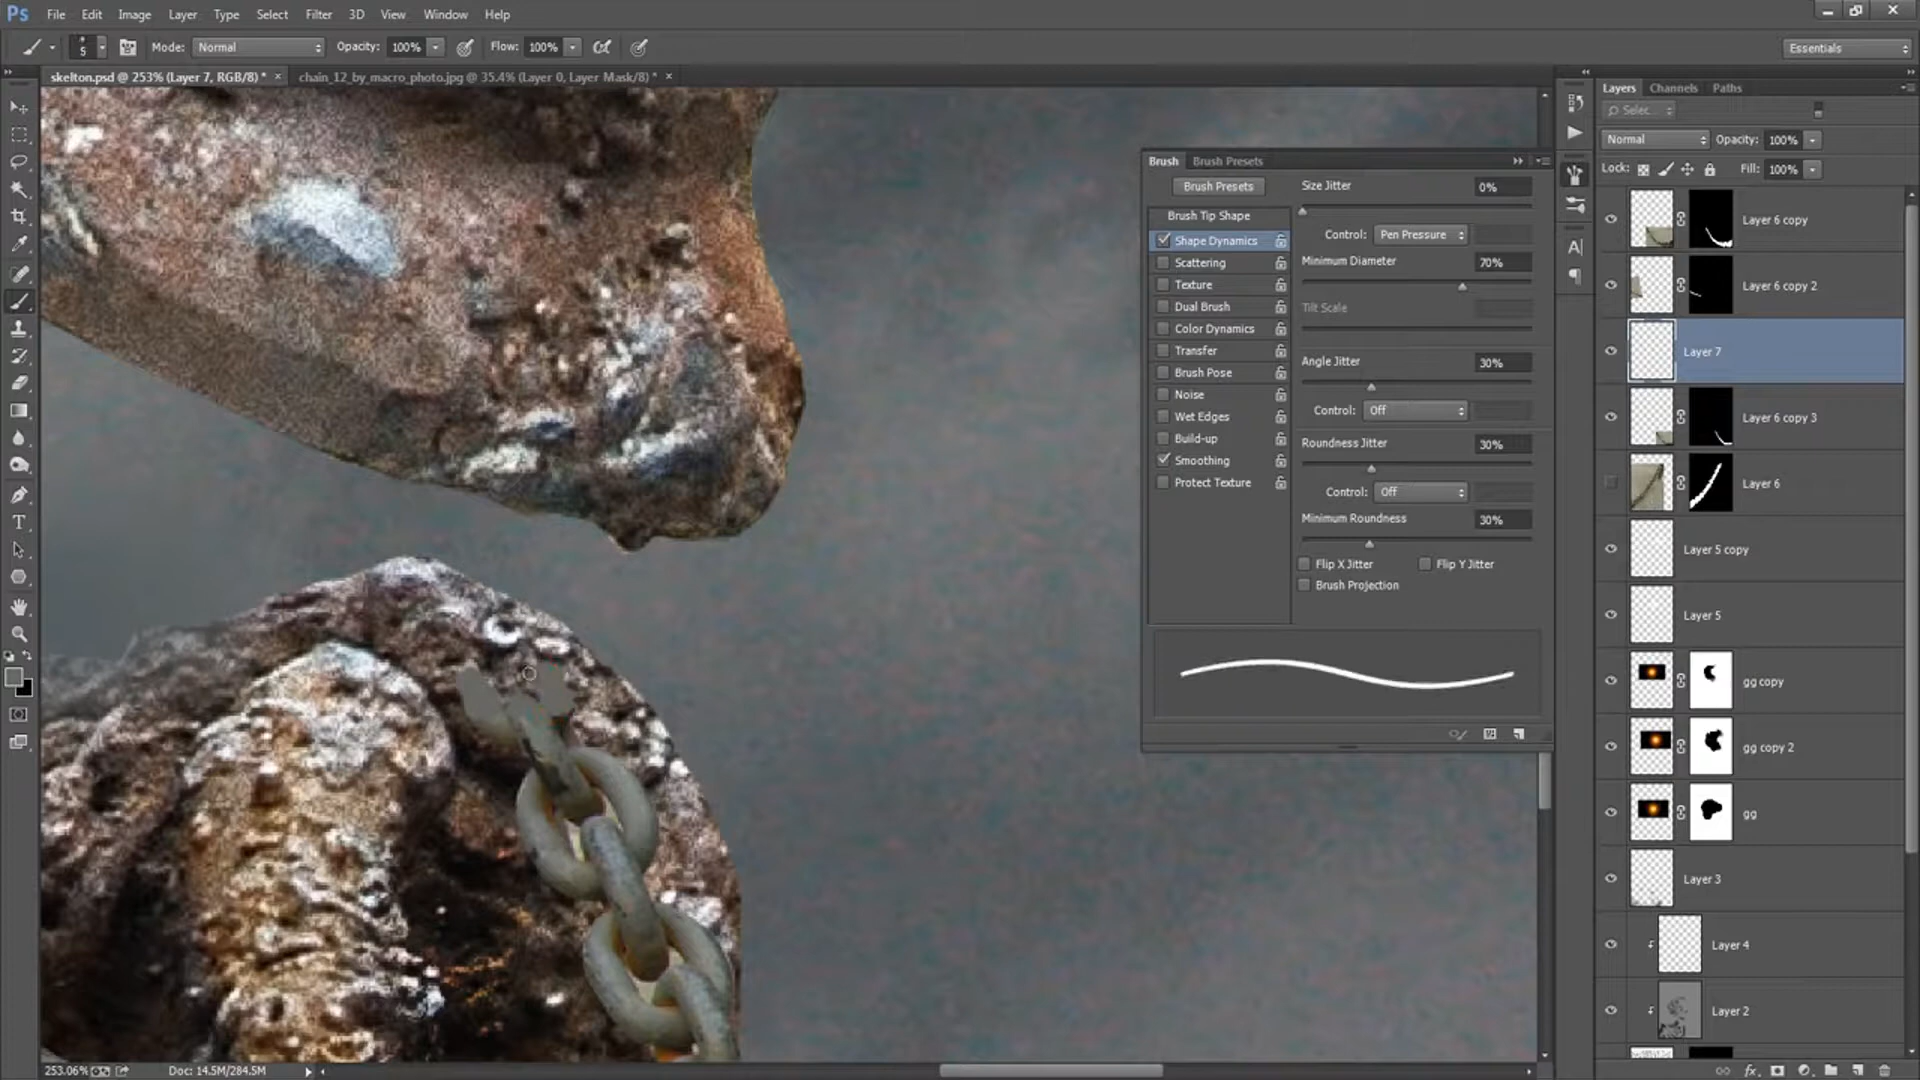 Ps File Edit Image Layer Type Select Filter 3D View Window Help
5 Mode: Normal Opacity: 100% Flow: 100% Essentials
skelton.psd @ 253% (Layer 7, RGB/8) * × chain_12_by_macro_photo.jpg @ 35.4% (Layer 0, Layer Mask/8) * ×
Layers Channels Paths
Selec...
Normal Opacity: 100%
Lock: Fill: 100%
Brush Brush Presets
Brush Presets
Brush Tip Shape
Shape Dynamics
Scattering
Texture
Dual Brush
Color Dynamics
Transfer
Brush Pose
Noise
Wet Edges
Build-up
Smoothing
Protect Texture
Size Jitter 0%
Control: Pen Pressure
Minimum Diameter 70%
Tilt Scale
Angle Jitter 30%
Control: Off
Roundness Jitter 30%
Control: Off
Minimum Roundness 30%
Flip X Jitter Flip Y Jitter
Brush Projection
Layer 6 copy
Layer 6 copy 2
Layer 7
Layer 6 copy 3
Layer 6
Layer 5 copy
Layer 5
gg copy
gg copy 2
gg
Layer 3
Layer 4
Layer 2
253.06% Doc: 14.5M/284.5M